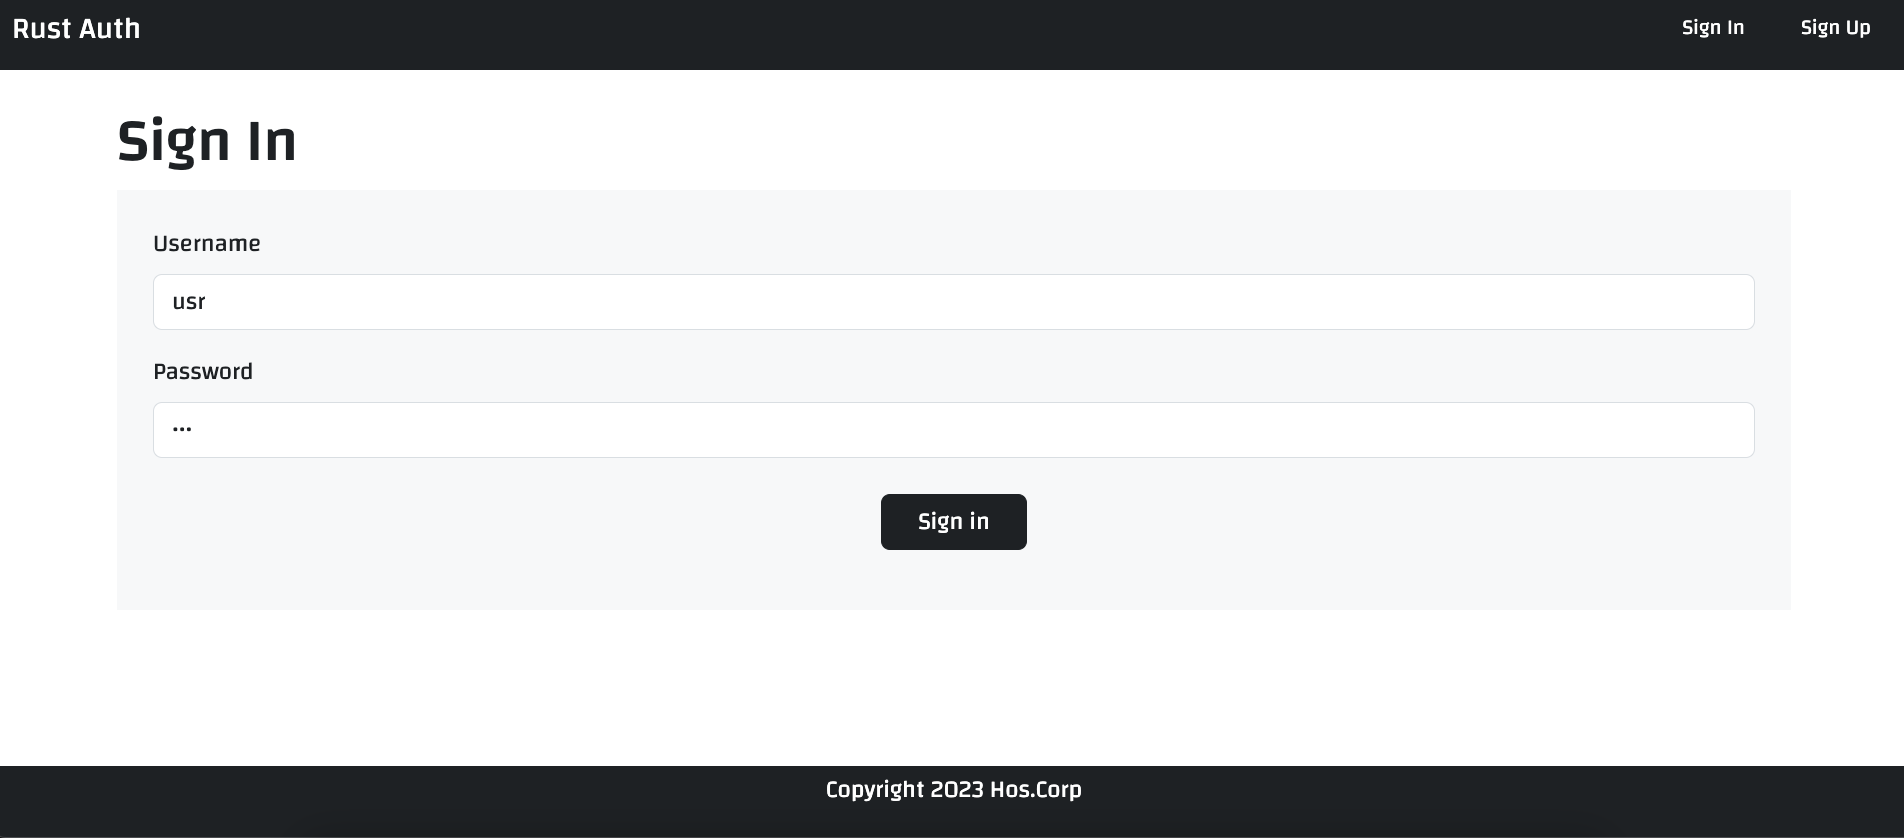 Rust Auth
Sign In
Sign Up
Sign In
Username
usr
Password
•••
Sign in
Copyright 2023 Hos.Corp